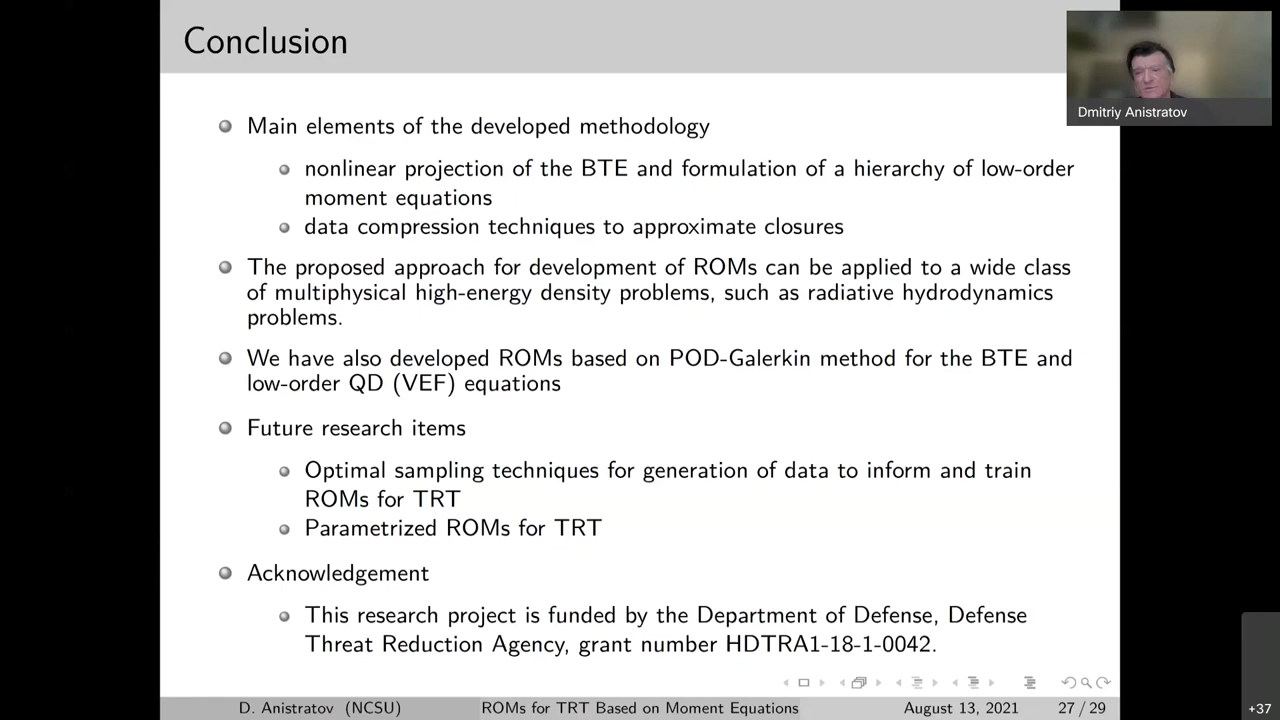 Conclusion
Dmitriy Anistratov
Main elements of the developed methodology
nonlinear projection of the BTE and formulation of a hierarchy of low-order
moment equations
data compression techniques to approximate closures
The proposed approach for development of ROMs can be applied to a wide class
of multiphysical high-energy density problems, such as radiative hydrodynamics
problems.
We have also developed ROMs based on POD-Galerkin method for the BTE and
low-order QD (VEF) equations
Future research items
Optimal sampling techniques for generation of data to inform and train
ROMs for TRT
Parametrized ROMs for TRT
Acknowledgement
This research project is funded by the Department of Defense, Defense
Threat Reduction Agency, grant number HDTRA1-18-1-0042.
D. Anistratov (NCSU) ROMs for TRT Based on Moment Equations August 13, 2021 27 / 29
+37